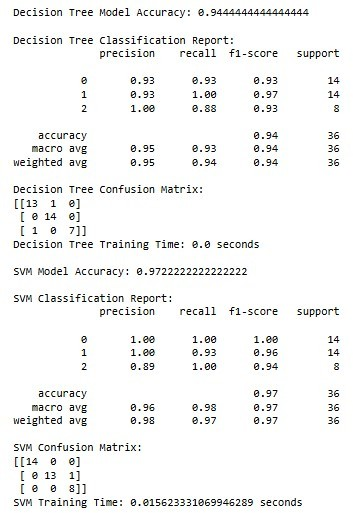 Decision Tree Model Accuracy: 0.9444444444444444
Decision Tree Classification Report:
precision recall f1-score support
0 0.93 0.93 0.93 14
1 0.93 1.00 0.97 14
2 1.00 0.88 0.93 8
accuracy 0.94 36
macro avg 0.95 0.93 0.94 36
weighted avg 0.95 0.94 0.94 36
Decision Tree Confusion Matrix:
[[13 1 0]
[ 0 14 0]
[ 1 0 7]]
Decision Tree Training Time: 0.0 seconds
SVM Model Accuracy: 0.9722222222222222
SVM Classification Report:
precision recall f1-score support
0 1.00 1.00 1.00 14
1 1.00 0.93 0.96 14
2 0.89 1.00 0.94 8
accuracy 0.97 36
macro avg 0.96 0.98 0.97 36
weighted avg 0.98 0.97 0.97 36
SVM Confusion Matrix:
[[14 0 0]
[ 0 13 1]
[ 0 0 8]]
SVM Training Time: 0.015623331069946289 seconds